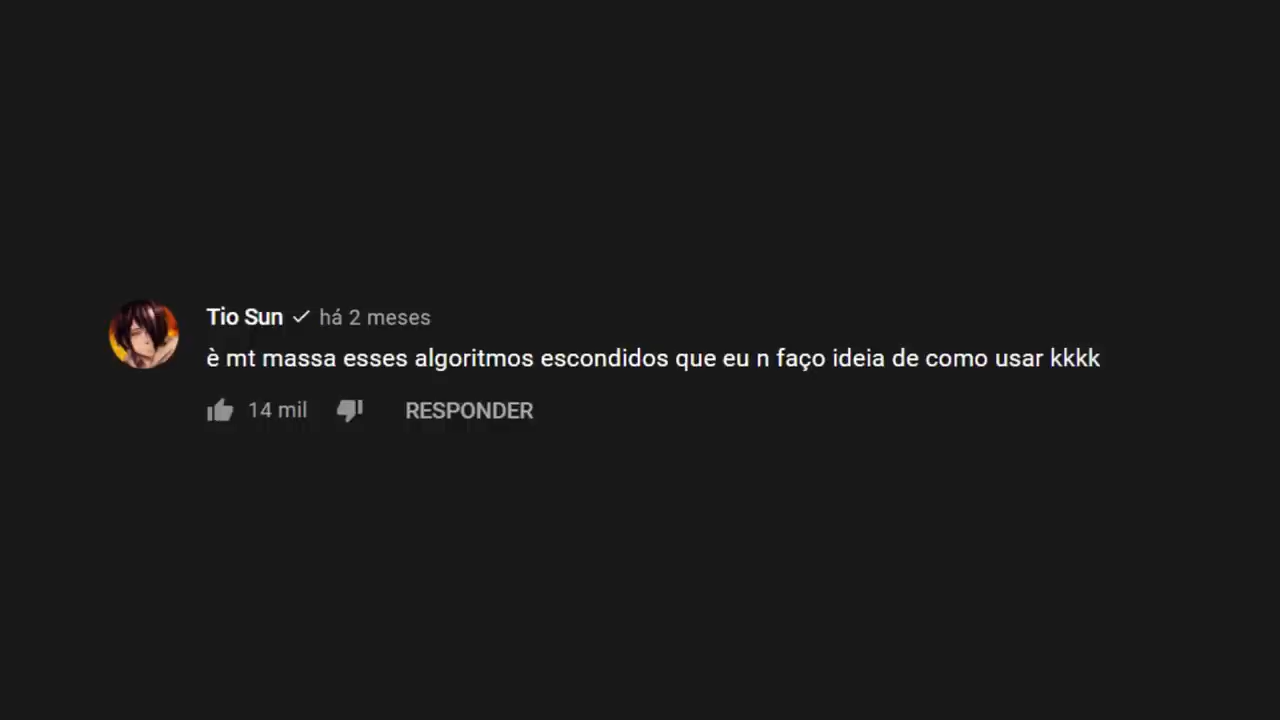 Tio Sun há 2 meses
è mt massa esses algoritmos escondidos que eu n faço ideia de como usar kkkk
14 mil RESPONDER